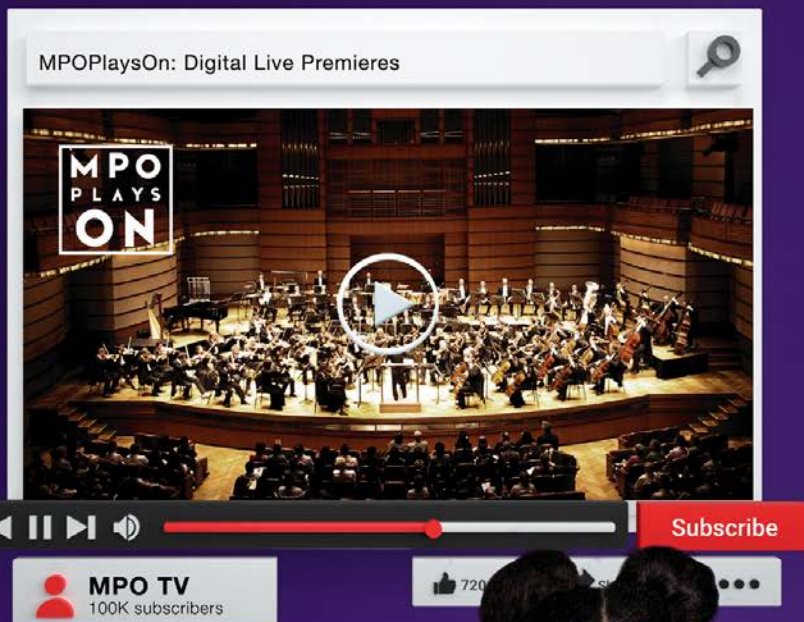 MPOPlaysOn: Digital Live Premieres
MPO
PLAYS
ON
Subscribe
MPO TV
100K subscribers